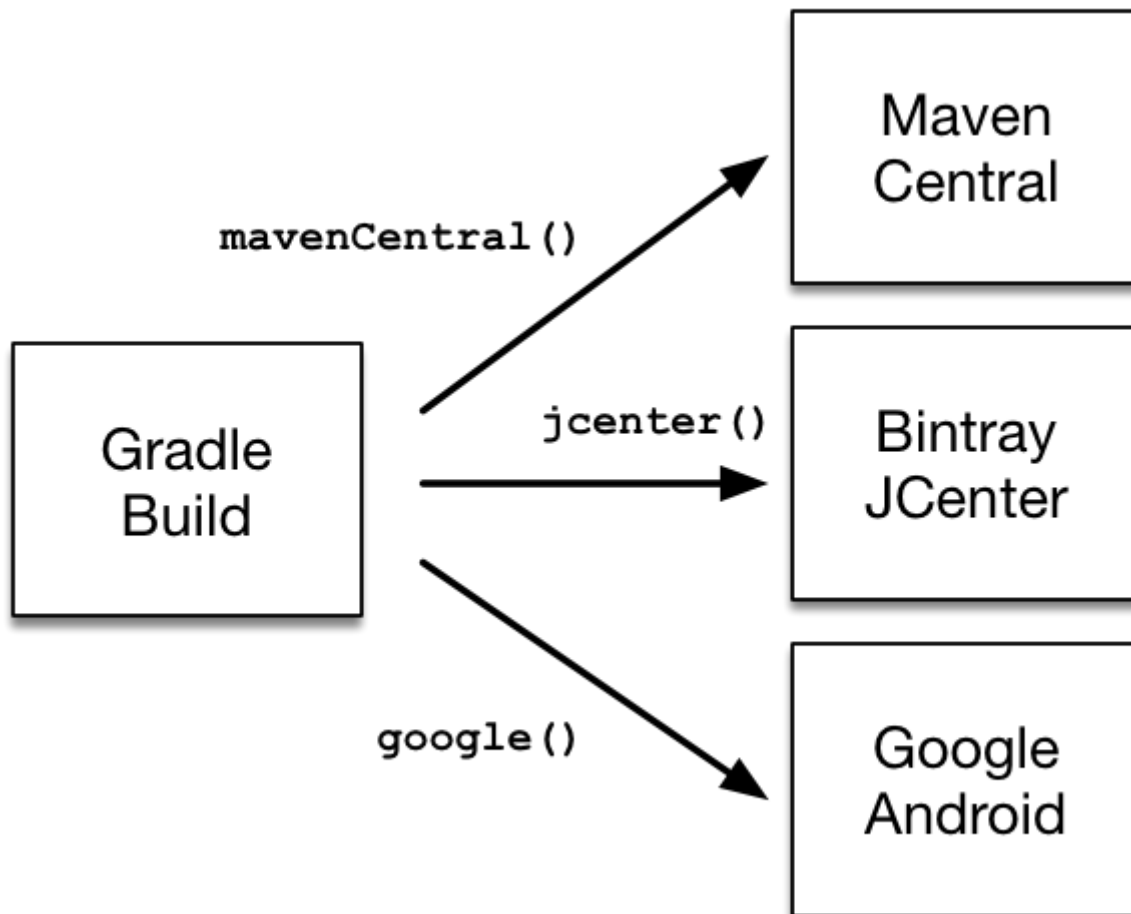 Maven
Central
mavenCentral()
jcenter()
Gradle
Build
Bintray
JCenter
google()
Google
Android